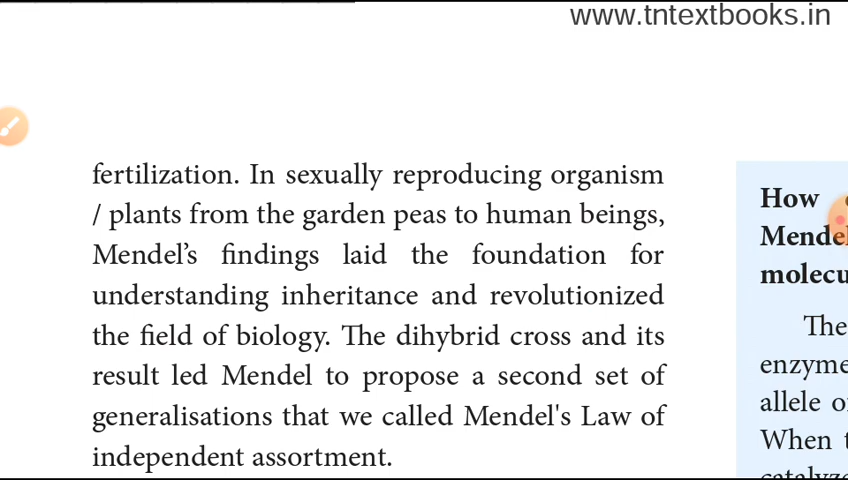 www.tntextbooks.in
fertilization. In sexually reproducing organism
/ plants from the garden peas to human beings,
Mendel’s findings laid the foundation for
understanding inheritance and revolutionized
the field of biology. The dihybrid cross and its
result led Mendel to propose a second set of
generalisations that we called Mendel's Law of
independent assortment.
How
Mendel
molecu
The
enzyme
allele
When